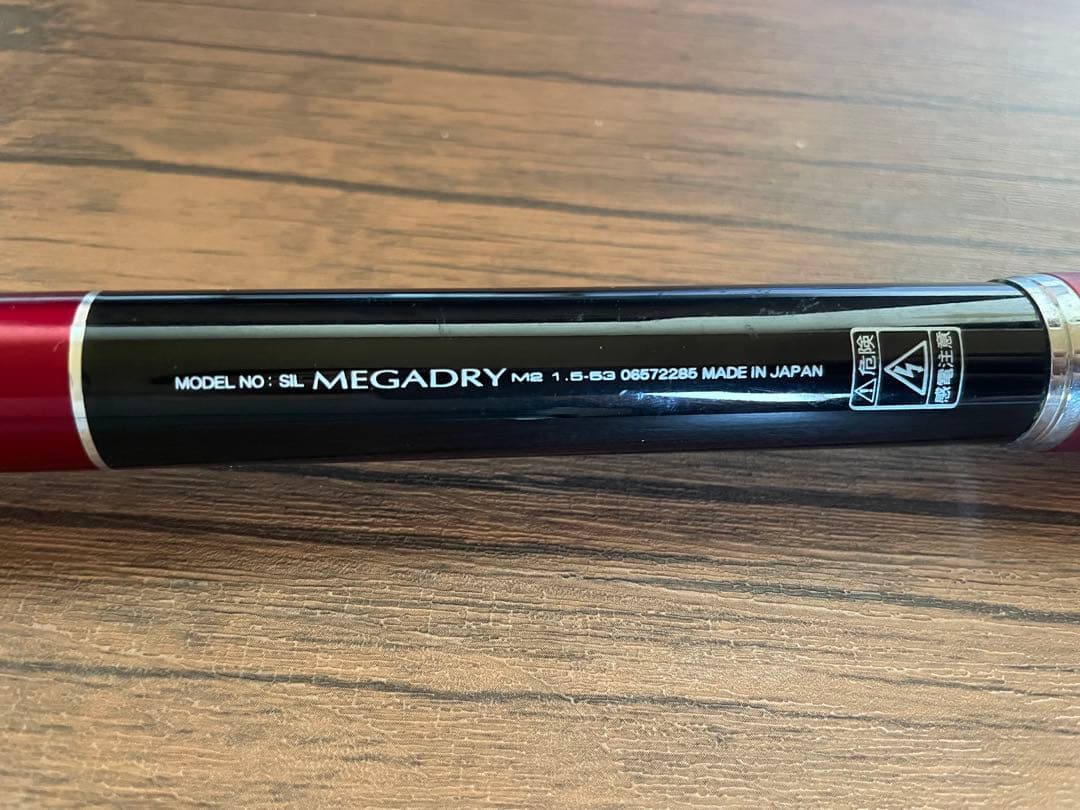 MODEL NO: SIL MEGADRY M2 1.5-53 06572285 MADE IN JAPAN
危険
感電注意